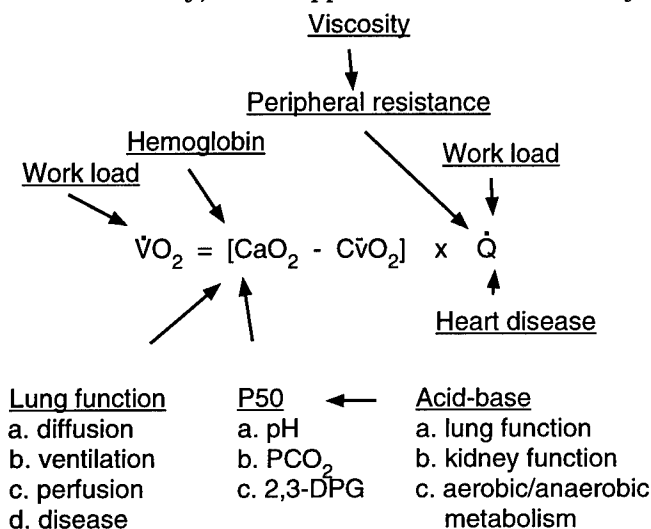 Viscosity
Peripheral resistance
Hemoglobin
Work load
Work load
V̇O₂ = [CaO₂ - Cv̄O₂] x Q̇
Heart disease
Lung function
a. diffusion
b. ventilation
c. perfusion
d. disease
P50
a. pH
b. PCO₂
c. 2,3-DPG
Acid-base
a. lung function
b. kidney function
c. aerobic/anaerobic
metabolism